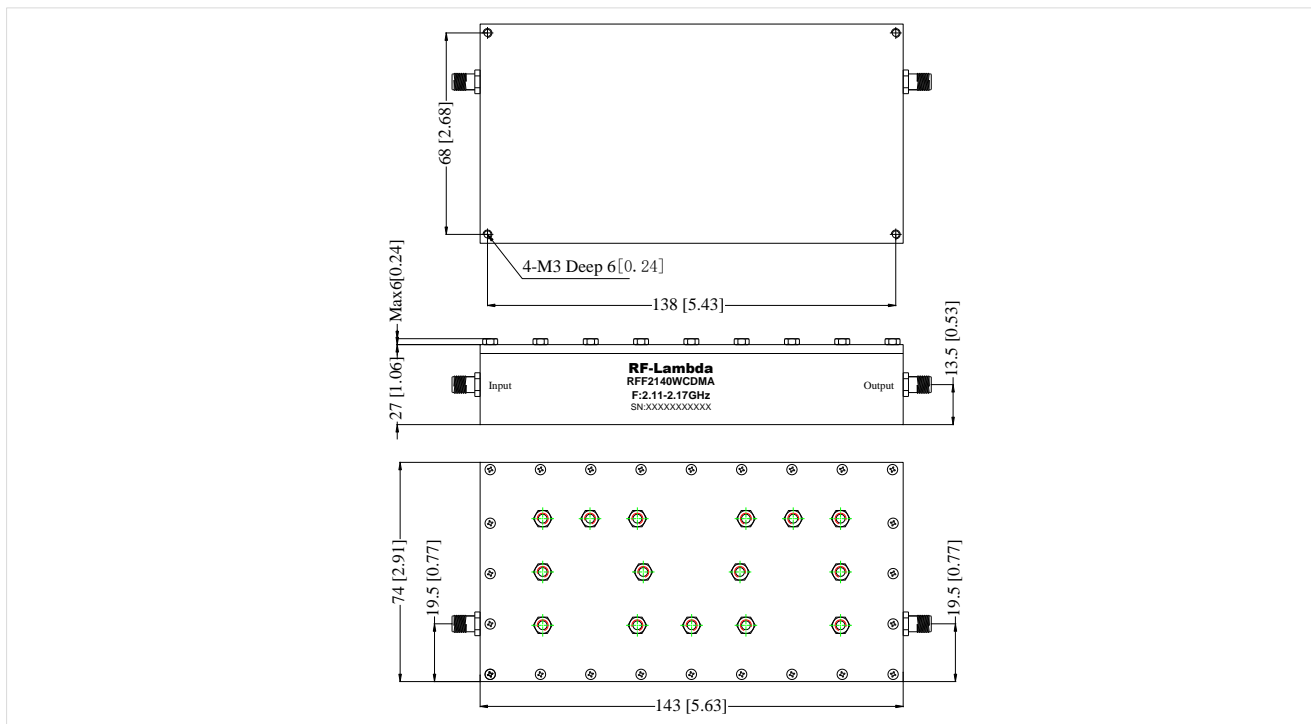 68 [2.68]
4-M3 Deep 6[0.24]
138 [5.43]
Max6[0.24]
27 [1.06]
13.5 [0.53]
RF-Lambda
RFF2140WCDMA
F:2.11-2.17GHz
SN:XXXXXXXXXXX
Input
Output
74 [2.91]
19.5 [0.77]
19.5 [0.77]
143 [5.63]